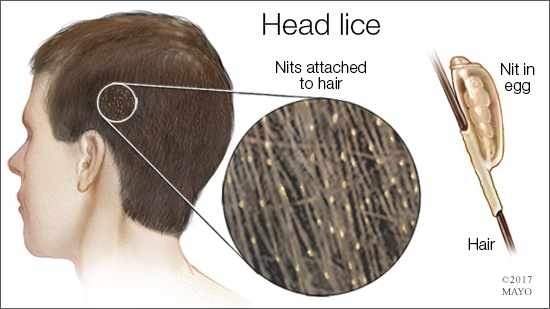 Head lice
Nits attached
to hair
Nit in
egg
Hair
©2017
MAYO